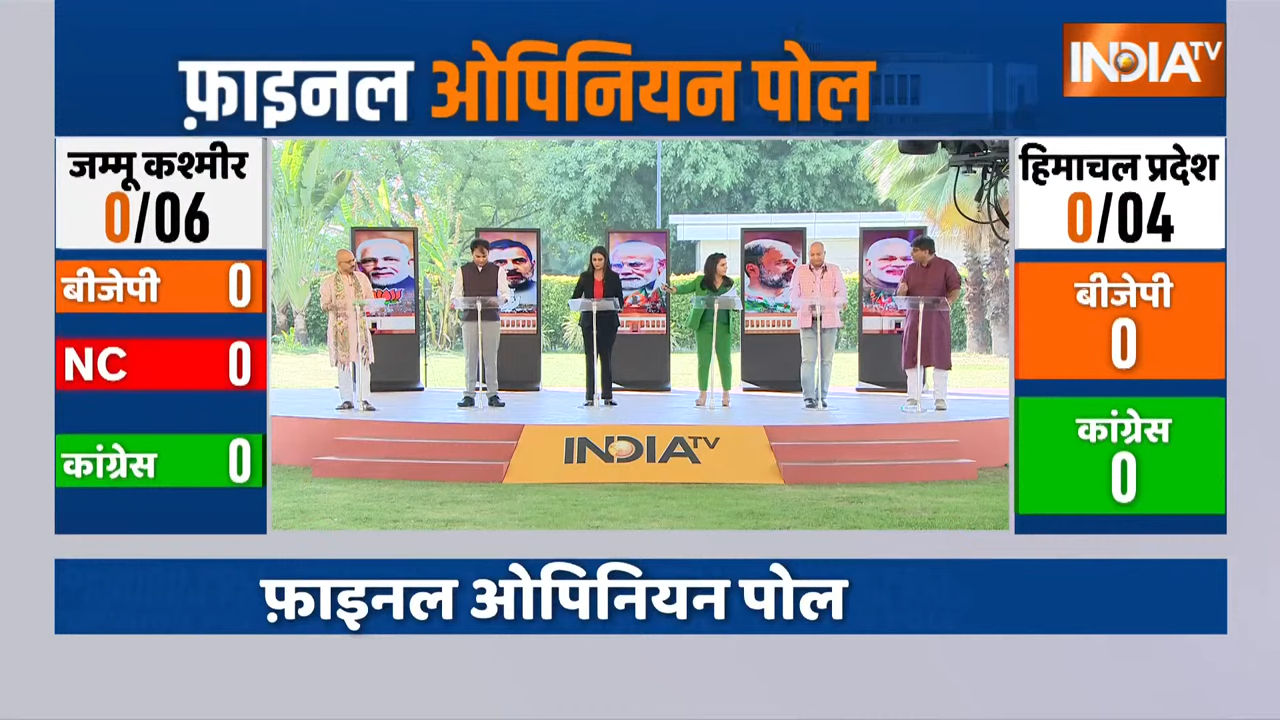 फ़ाइनल ओपिनियन पोल
INDIA TV
जम्मू कश्मीर
0/06
बीजेपी 0
NC 0
कांग्रेस 0
हिमाचल प्रदेश
0/04
बीजेपी
0
कांग्रेस
0
INDIA TV
फ़ाइनल ओपिनियन पोल